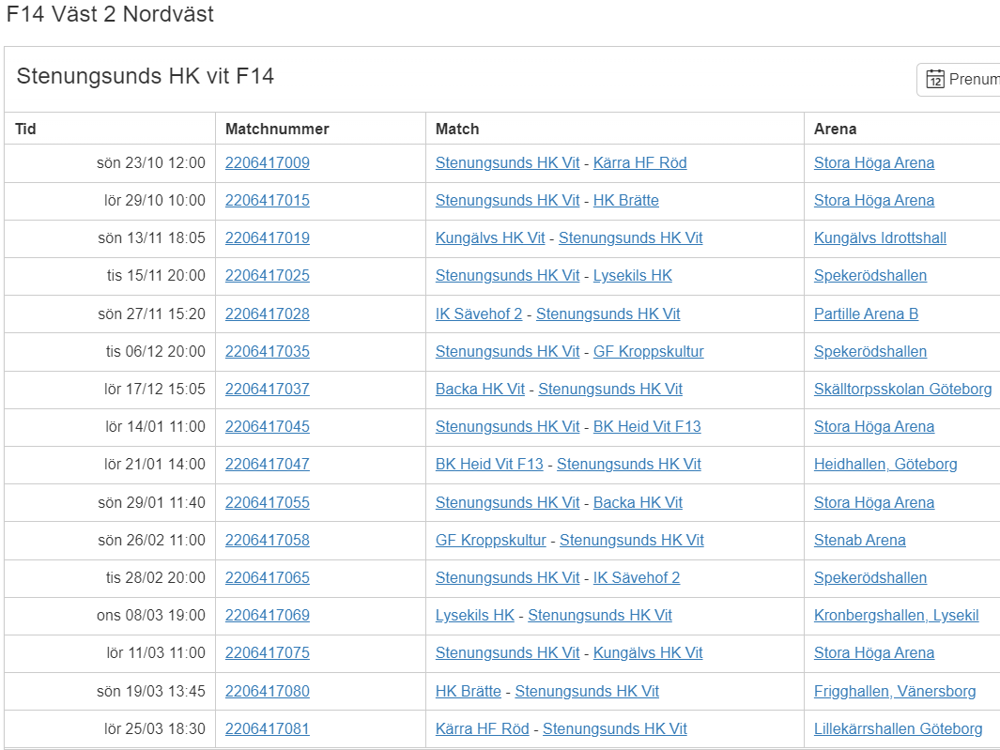 F14 Väst 2 Nordväst
Stenungsunds HK vit F14
12 Prenum
Tid Matchnummer Match Arena
sön 23/10 12:00 2206417009 Stenungsunds HK Vit - Kärra HF Röd Stora Höga Arena
lör 29/10 10:00 2206417015 Stenungsunds HK Vit - HK Brätte Stora Höga Arena
sön 13/11 18:05 2206417019 Kungälvs HK Vit - Stenungsunds HK Vit Kungälvs Idrottshall
tis 15/11 20:00 2206417025 Stenungsunds HK Vit - Lysekils HK Spekerödshallen
sön 27/11 15:20 2206417028 IK Sävehof 2 - Stenungsunds HK Vit Partille Arena B
tis 06/12 20:00 2206417035 Stenungsunds HK Vit - GF Kroppskultur Spekerödshallen
lör 17/12 15:05 2206417037 Backa HK Vit - Stenungsunds HK Vit Skälltorpsskolan Göteborg
lör 14/01 11:00 2206417045 Stenungsunds HK Vit - BK Heid Vit F13 Stora Höga Arena
lör 21/01 14:00 2206417047 BK Heid Vit F13 - Stenungsunds HK Vit Heidhallen, Göteborg
sön 29/01 11:40 2206417055 Stenungsunds HK Vit - Backa HK Vit Stora Höga Arena
sön 26/02 11:00 2206417058 GF Kroppskultur - Stenungsunds HK Vit Stenab Arena
tis 28/02 20:00 2206417065 Stenungsunds HK Vit - IK Sävehof 2 Spekerödshallen
ons 08/03 19:00 2206417069 Lysekils HK - Stenungsunds HK Vit Kronbergshallen, Lysekil
lör 11/03 11:00 2206417075 Stenungsunds HK Vit - Kungälvs HK Vit Stora Höga Arena
sön 19/03 13:45 2206417080 HK Brätte - Stenungsunds HK Vit Frigghallen, Vänersborg
lör 25/03 18:30 2206417081 Kärra HF Röd - Stenungsunds HK Vit Lillekärrshallen Göteborg